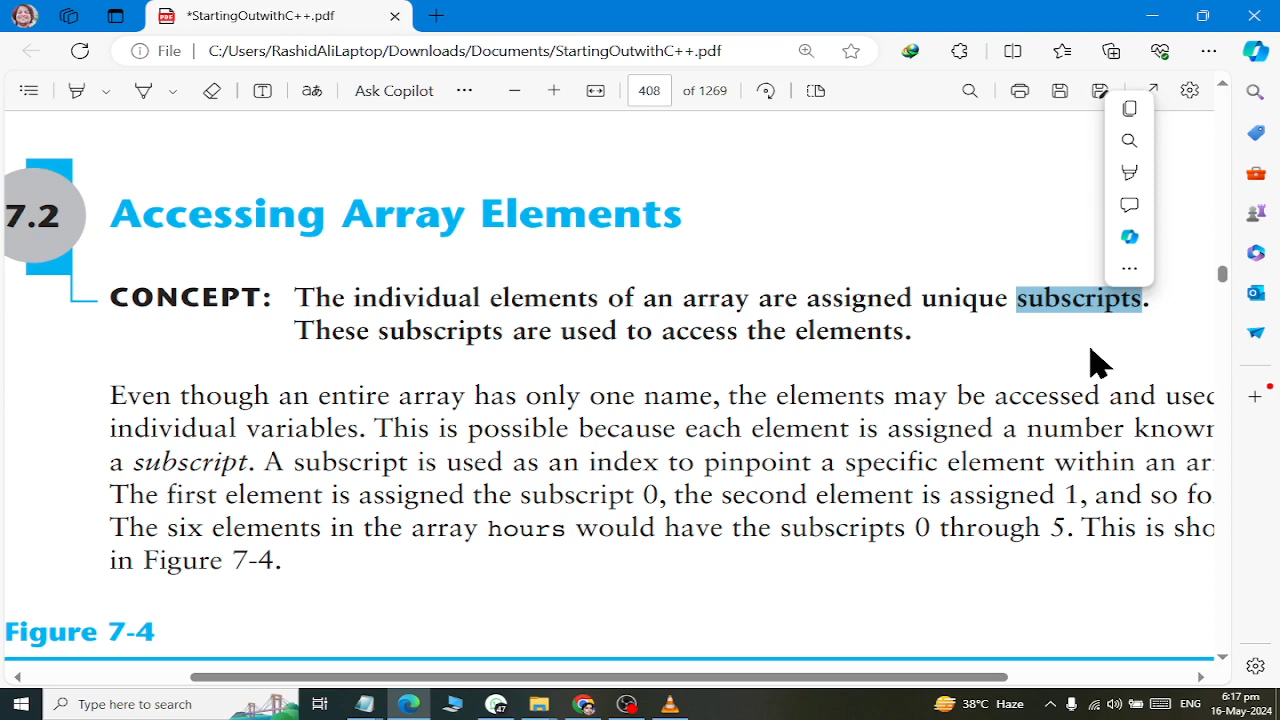 *StartingOutwithC++.pdf
File
C:/Users/RashidAliLaptop/Downloads/Documents/StartingOutwithC++.pdf
aあ
Ask Copilot
408
of 1269
7.2
Accessing Array Elements
CONCEPT: The individual elements of an array are assigned unique subscripts.
These subscripts are used to access the elements.
Even though an entire array has only one name, the elements may be accessed and used
individual variables. This is possible because each element is assigned a number known
a subscript. A subscript is used as an index to pinpoint a specific element within an ar
The first element is assigned the subscript 0, the second element is assigned 1, and so fo
The six elements in the array hours would have the subscripts 0 through 5. This is sho
in Figure 7-4.
Figure 7-4
Type here to search
47
38°C Haze
ENG
6:17 pm
16-May-2024